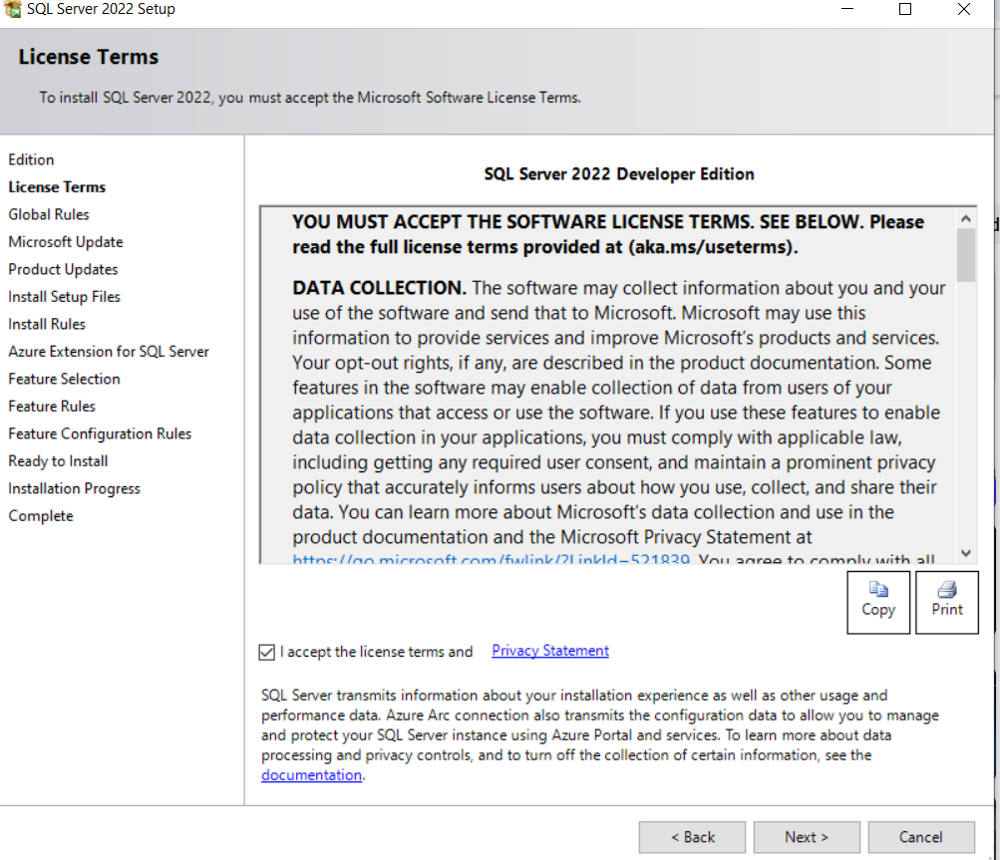 SQL Server 2022 Setup
License Terms
To install SQL Server 2022, you must accept the Microsoft Software License Terms.
Edition
License Terms
Global Rules
Microsoft Update
Product Updates
Install Setup Files
Install Rules
Azure Extension for SQL Server
Feature Selection
Feature Rules
Feature Configuration Rules
Ready to Install
Installation Progress
Complete
SQL Server 2022 Developer Edition
YOU MUST ACCEPT THE SOFTWARE LICENSE TERMS. SEE BELOW. Please
read the full license terms provided at (aka.ms/useterms).
DATA COLLECTION. The software may collect information about you and your
use of the software and send that to Microsoft. Microsoft may use this
information to provide services and improve Microsoft's products and services.
Your opt-out rights, if any, are described in the product documentation. Some
features in the software may enable collection of data from users of your
applications that access or use the software. If you use these features to enable
data collection in your applications, you must comply with applicable law,
including getting any required user consent, and maintain a prominent privacy
policy that accurately informs users about how you use, collect, and share their
data. You can learn more about Microsoft's data collection and use in the
product documentation and the Microsoft Privacy Statement at
https://go.microsoft.com/fwlink/?LinkId=521839. You agree to comply with all
Copy
Print
I accept the license terms and Privacy Statement
SQL Server transmits information about your installation experience as well as other usage and
performance data. Azure Arc connection also transmits the configuration data to allow you to manage
and protect your SQL Server instance using Azure Portal and services. To learn more about data
processing and privacy controls, and to turn off the collection of certain information, see the
documentation.
< Back
Next >
Cancel